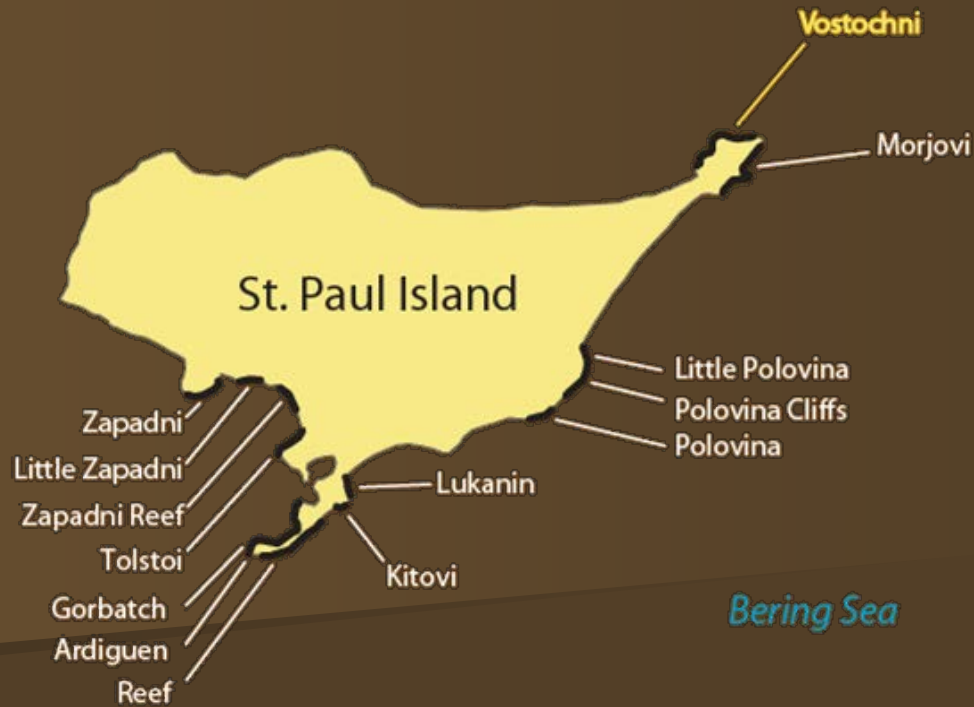 Vostochni
Morjovi
St. Paul Island
Little Polovina
Polovina Cliffs
Polovina
Zapadni
Little Zapadni
Zapadni Reef
Tolstoi
Gorbatch
Ardiguen
Reef
Lukanin
Kitovi
Bering Sea